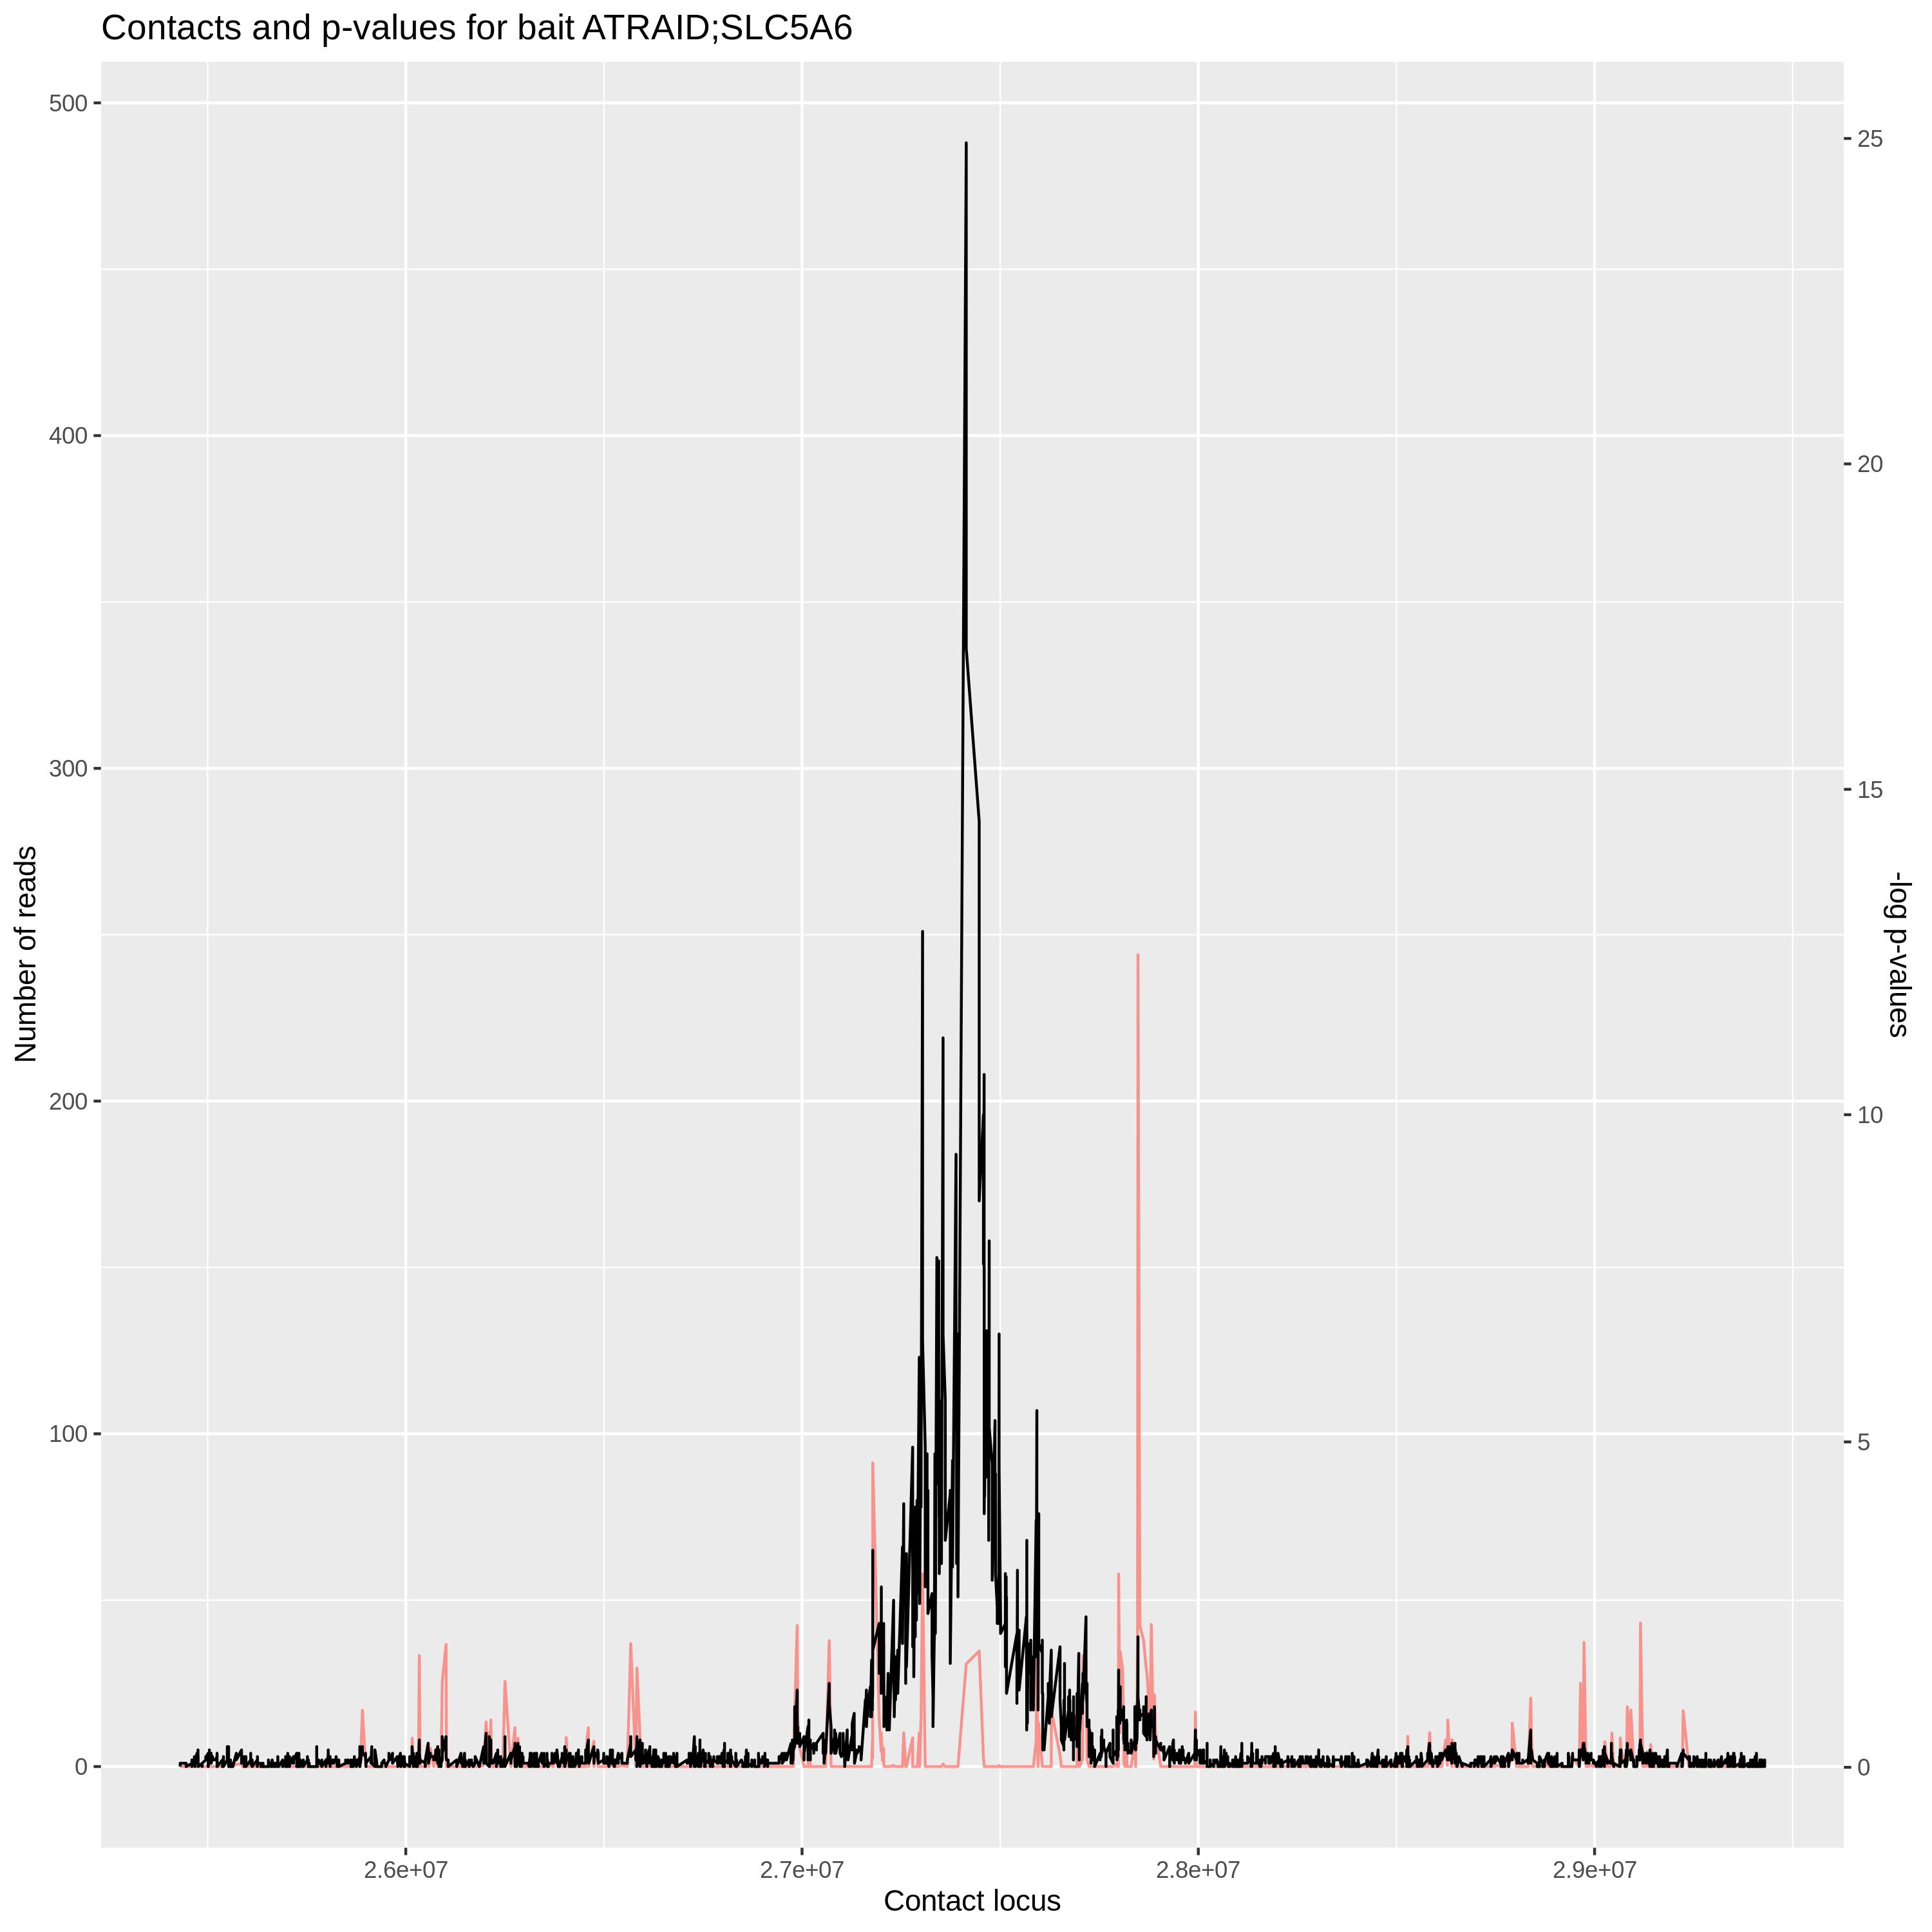 Contacts and p-values for bait ATRAID;SLC5A6
500
400
300
200
100
0
Number of reads
25
20
15
10
5
0
-log p-values
2.6e+07
2.7e+07
2.8e+07
2.9e+07
Contact locus